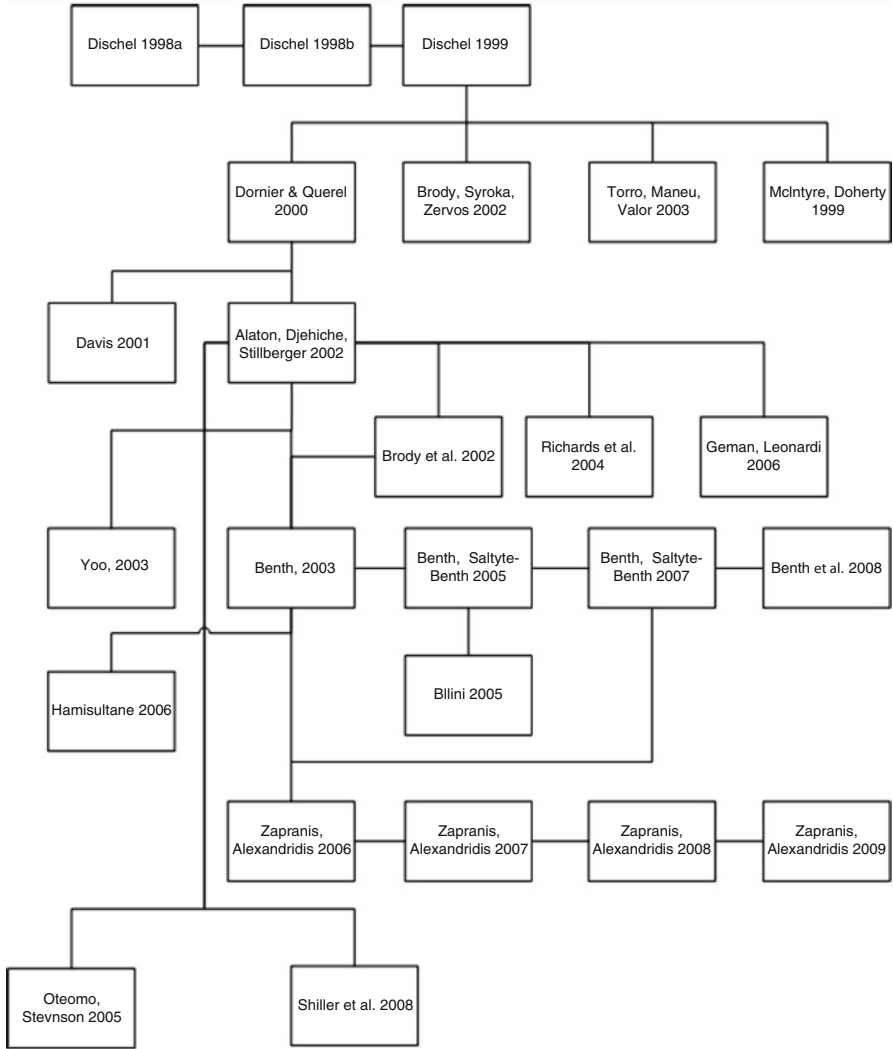 Dischel 1998a
Dischel 1998b
Dischel 1999
Dornier & Querel
2000
Brody, Syroka,
Zervos 2002
Torro, Maneu,
Valor 2003
McIntyre, Doherty
1999
Davis 2001
Alaton, Djehiche,
Stillberger 2002
Brody et al. 2002
Richards et al.
2004
Geman, Leonardi
2006
Yoo, 2003
Benth, 2003
Benth, Saltyte-
Benth 2005
Benth, Saltyte-
Benth 2007
Benth et al. 2008
Hamisultane 2006
Bllini 2005
Zapranis,
Alexandridis 2006
Zapranis,
Alexandridis 2007
Zapranis,
Alexandridis 2008
Zapranis,
Alexandridis 2009
Oteomo,
Stevnson 2005
Shiller et al. 2008